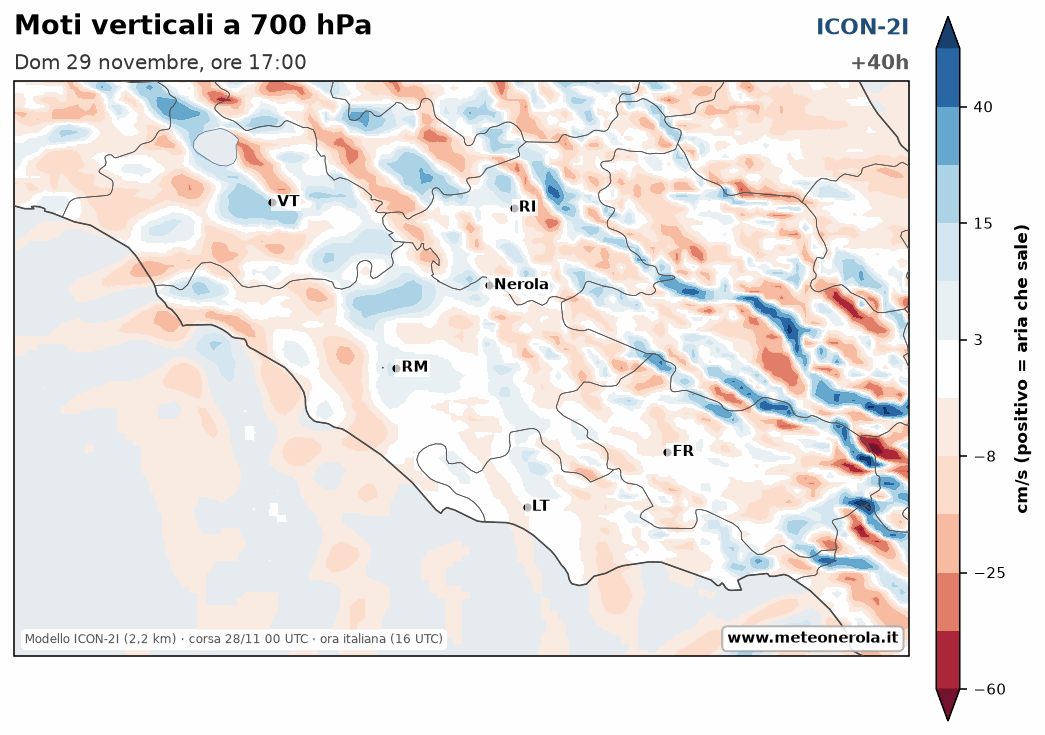 Moti verticali a 700 hPa
ICON-2I
Dom 29 novembre, ore 17:00
+40h
40
15
3
−8
−25
−60
cm/s (positivo = aria che sale)
VT
RI
Nerola
RM
FR
LT
Modello ICON-2I (2,2 km) · corsa 28/11 00 UTC · ora italiana (16 UTC)
www.meteonerola.it